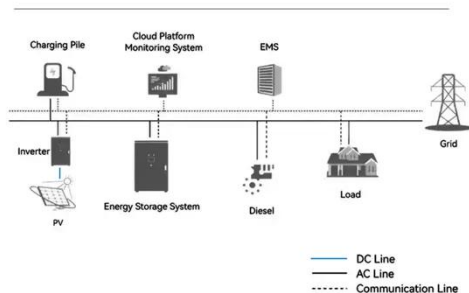 Charging Pile
Cloud Platform
Monitoring System
EMS
Grid
Inverter
PV
Energy Storage System
Diesel
Load
DC Line
AC Line
Communication Line